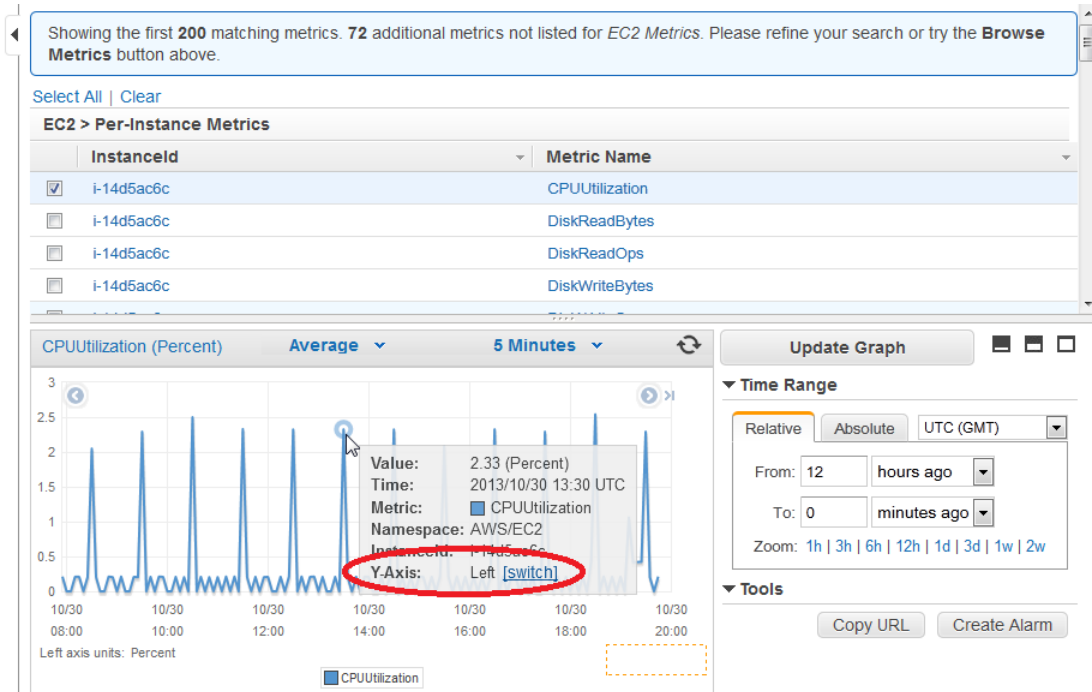 Showing the first 200 matching metrics. 72 additional metrics not listed for EC2 Metrics. Please refine your search or try the Browse
Metrics button above.
Select All | Clear
EC2 > Per-Instance Metrics
InstanceId Metric Name
i-14d5ac6c CPUUtilization
i-14d5ac6c DiskReadBytes
i-14d5ac6c DiskReadOps
i-14d5ac6c DiskWriteBytes
CPUUtilization (Percent) Average 5 Minutes
3
2.5
2
1.5
1
0.5
0
Value: 2.33 (Percent)
Time: 2013/10/30 13:30 UTC
Metric: CPUUtilization
Namespace: AWS/EC2
InstanceId: i-14d5ac6c
Y-Axis: Left [switch]
10/30 10/30 10/30 10/30 10/30 10/30 10/30
08:00 10:00 12:00 14:00 16:00 18:00 20:00
Left axis units: Percent
CPUUtilization
Update Graph
Time Range
Relative Absolute UTC (GMT)
From: 12 hours ago
To: 0 minutes ago
Zoom: 1h | 3h | 6h | 12h | 1d | 3d | 1w | 2w
Tools
Copy URL Create Alarm